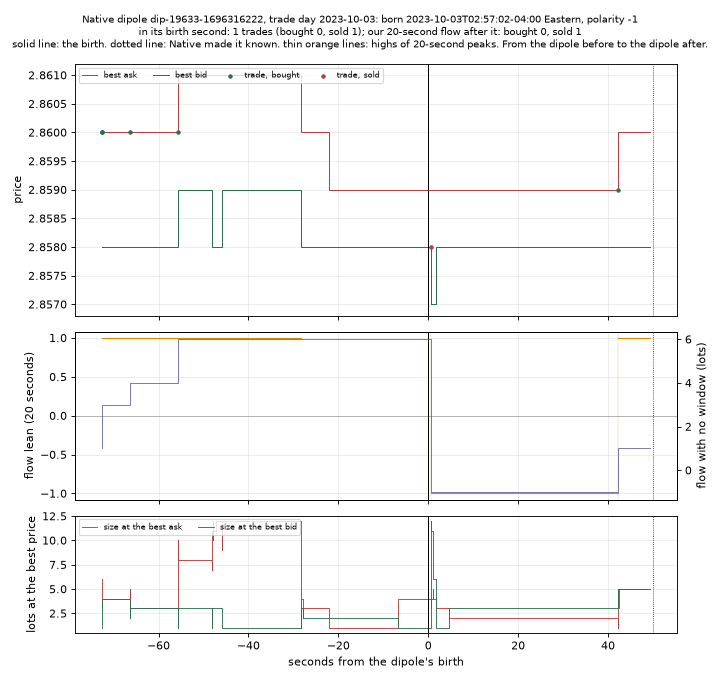 Native dipole dip-19633-1696316222, trade day 2023-10-03: born 2023-10-03T02:57:02-04:00 Eastern, polarity -1
in its birth second: 1 trades (bought 0, sold 1); our 20-second flow after it: bought 0, sold 1
solid line: the birth. dotted line: Native made it known. thin orange lines: highs of 20-second peaks. From the dipole before to the dipole after.
best ask best bid trade, bought trade, sold
2.8610
2.8605
2.8600
2.8595
2.8590
2.8585
2.8580
2.8575
2.8570
price
1.0
0.5
0.0
−0.5
−1.0
flow lean (20 seconds)
6
4
2
0
flow with no window (lots)
size at the best ask size at the best bid
12.5
10.0
7.5
5.0
2.5
lots at the best price
−60 −40 −20 0 20 40
seconds from the dipole's birth